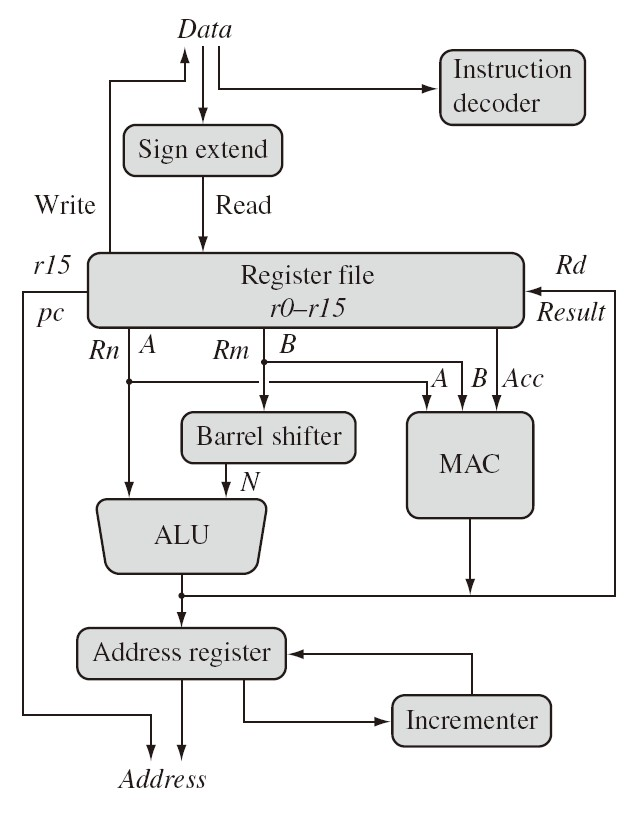 Data
Instruction
decoder
Sign extend
Write
Read
r15
pc
Register file
r0–r15
Rd
Result
Rn
A
Rm
B
A
B
Acc
Barrel shifter
MAC
N
ALU
Address register
Incrementer
Address